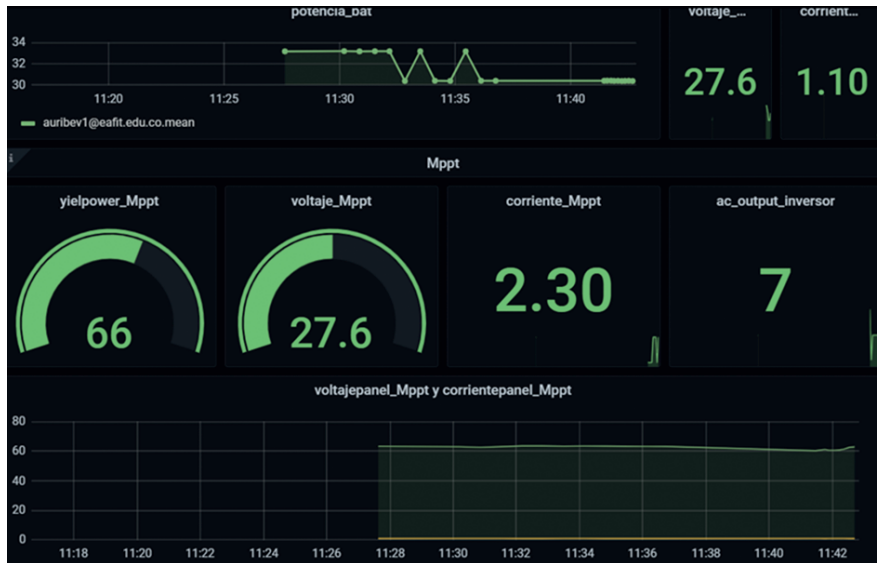 potencia_bat
voltaje_...
corrient...
34
32
30
11:20 11:25 11:30 11:35 11:40
auribev1@eafit.edu.co.mean
27.6
1.10
i
Mppt
yielpower_Mppt
66
voltaje_Mppt
27.6
corriente_Mppt
2.30
ac_output_inversor
7
voltajepanel_Mppt y corrientepanel_Mppt
80
60
40
20
0
11:18 11:20 11:22 11:24 11:26 11:28 11:30 11:32 11:34 11:36 11:38 11:40 11:42